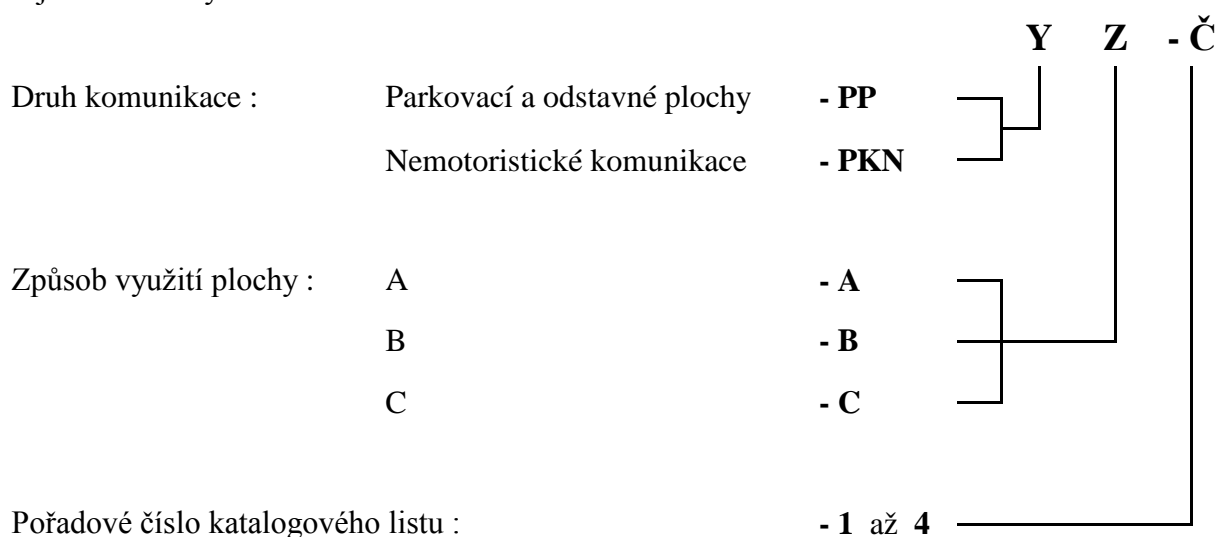 Y Z - Č
Druh komunikace : Parkovací a odstavné plochy - PP
Nemotoristické komunikace - PKN
Způsob využití plochy : A - A
B - B
C - C
Pořadové číslo katalogového listu : - 1 až 4